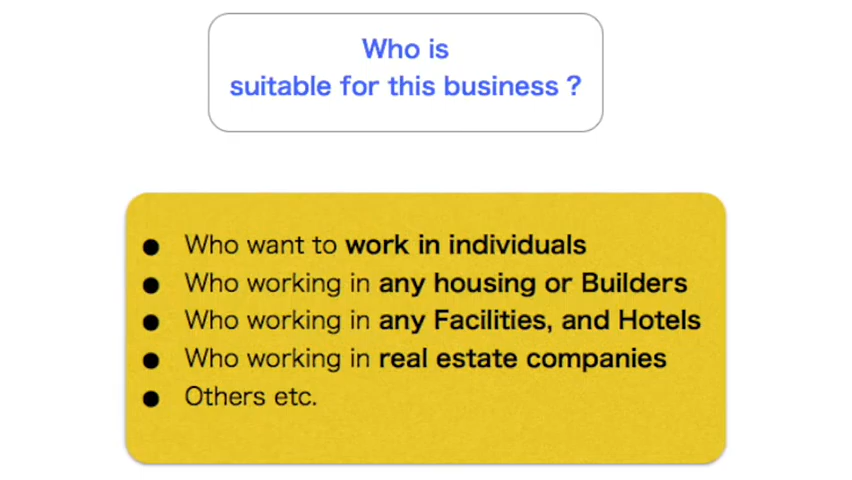 Who is
suitable for this business ?
● Who want to work in individuals
● Who working in any housing or Builders
● Who working in any Facilities, and Hotels
● Who working in real estate companies
● Others etc.